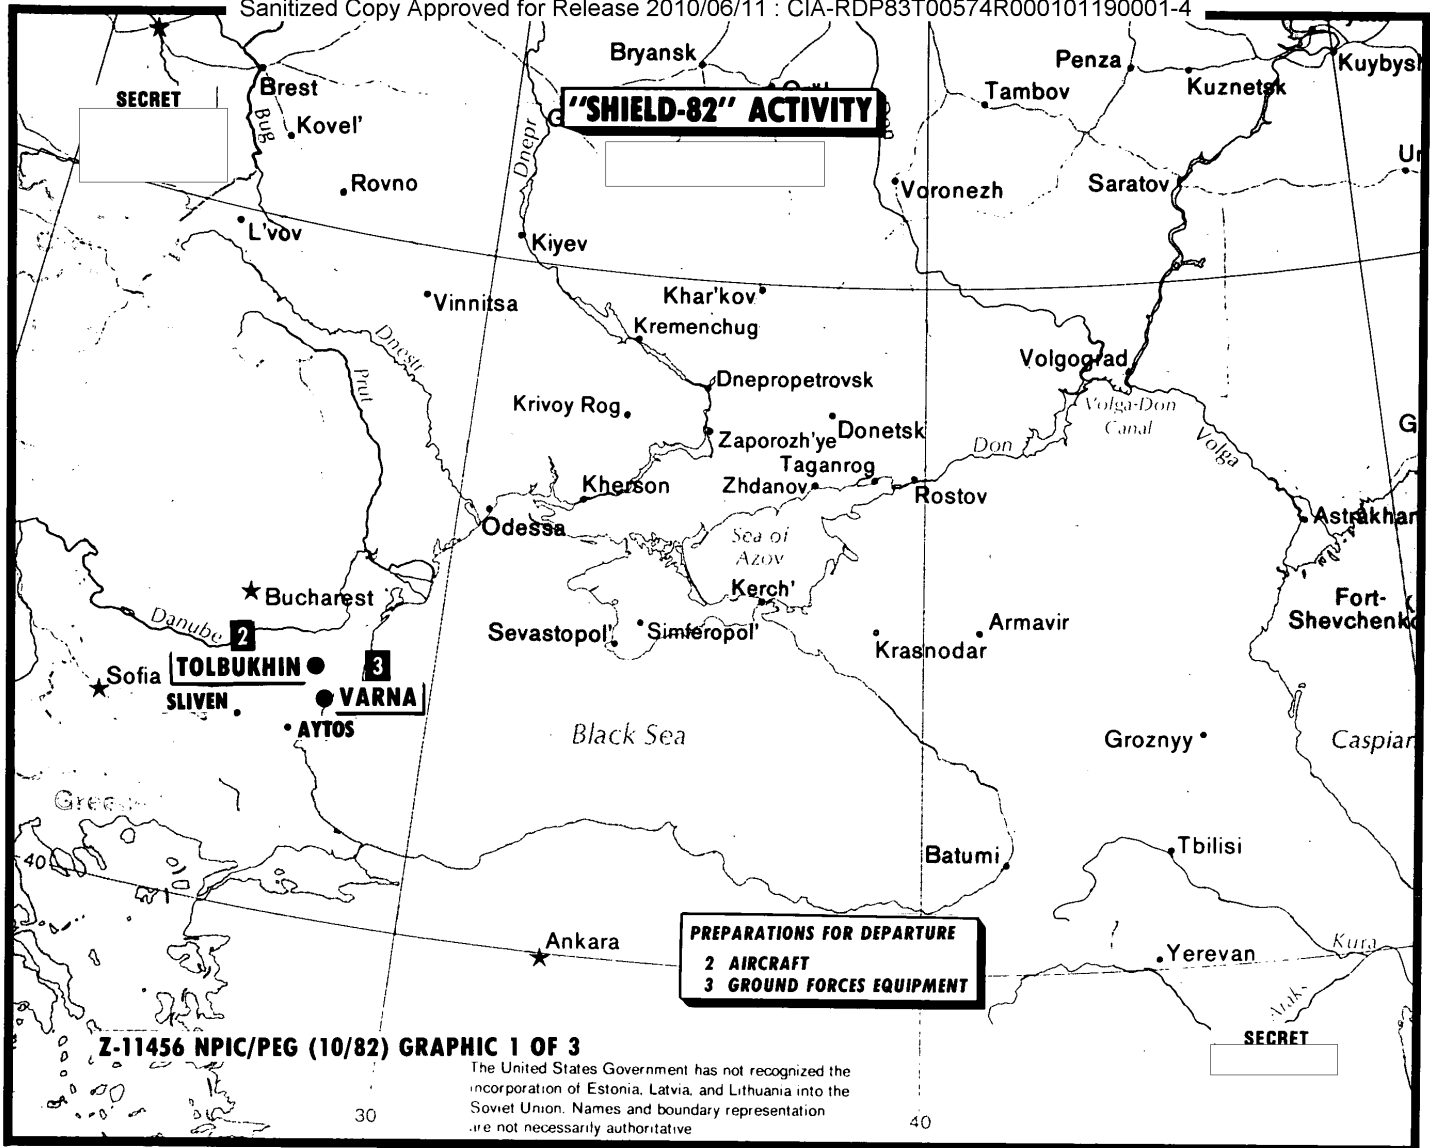 Sanitized Copy Approved for Release 2010/06/11 : CIA-RDP83T00574R000101190001-4
SECRET
"SHIELD-82" ACTIVITY
Brest
Bug
Kovel'
Rovno
L'vov
Bryansk
Dnepr
Kiyev
Penza
Kuznetsk
Tambov
Voronezh
Saratov
Vinnitsa
Khar'kov
Kremenchug
Dnestr
Prut
Dnepropetrovsk
Krivoy Rog
Zaporozh'ye
Donetsk
Volgograd
Volga-Don
Canal
Don
Volga
Taganrog
Zhdanov
Rostov
Kherson
Odessa
Astrakhan
Sea of
Azov
Kerch'
Bucharest
Danube
2
TOLBUKHIN
3
VARNA
Sofia
SLIVEN
AYTOS
Sevastopol'
Simferopol'
Krasnodar
Armavir
Fort-
Shevchenko
Black Sea
Groznyy
Caspian
40
Batumi
Tbilisi
Ankara
PREPARATIONS FOR DEPARTURE
2 AIRCRAFT
3 GROUND FORCES EQUIPMENT
Yerevan
Kura
SECRET
Z-11456 NPIC/PEG (10/82) GRAPHIC 1 OF 3
The United States Government has not recognized the
incorporation of Estonia, Latvia, and Lithuania into the
Soviet Union. Names and boundary representation
are not necessarily authoritative
30
40